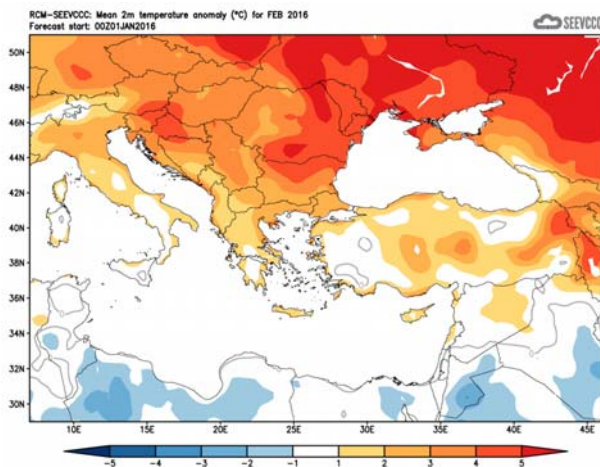 RCM-SEEVCCC: Mean 2m temperature anomaly (°C) for FEB 2016
Forecast start: 00Z01JAN2016
SEEVCCC
50N
48N
46N
44N
42N
40N
38N
36N
34N
32N
30N
10E 15E 20E 25E 30E 35E 40E 45E
-5 -4 -3 -2 -1 1 2 3 4 5